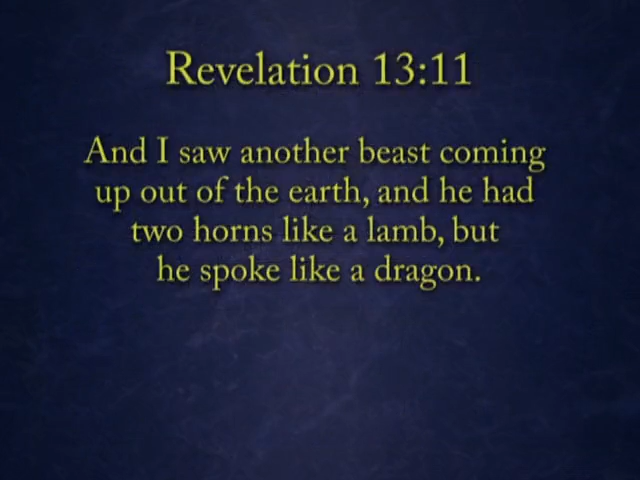 Revelation 13:11
And I saw another beast coming
up out of the earth, and he had
two horns like a lamb, but
he spoke like a dragon.